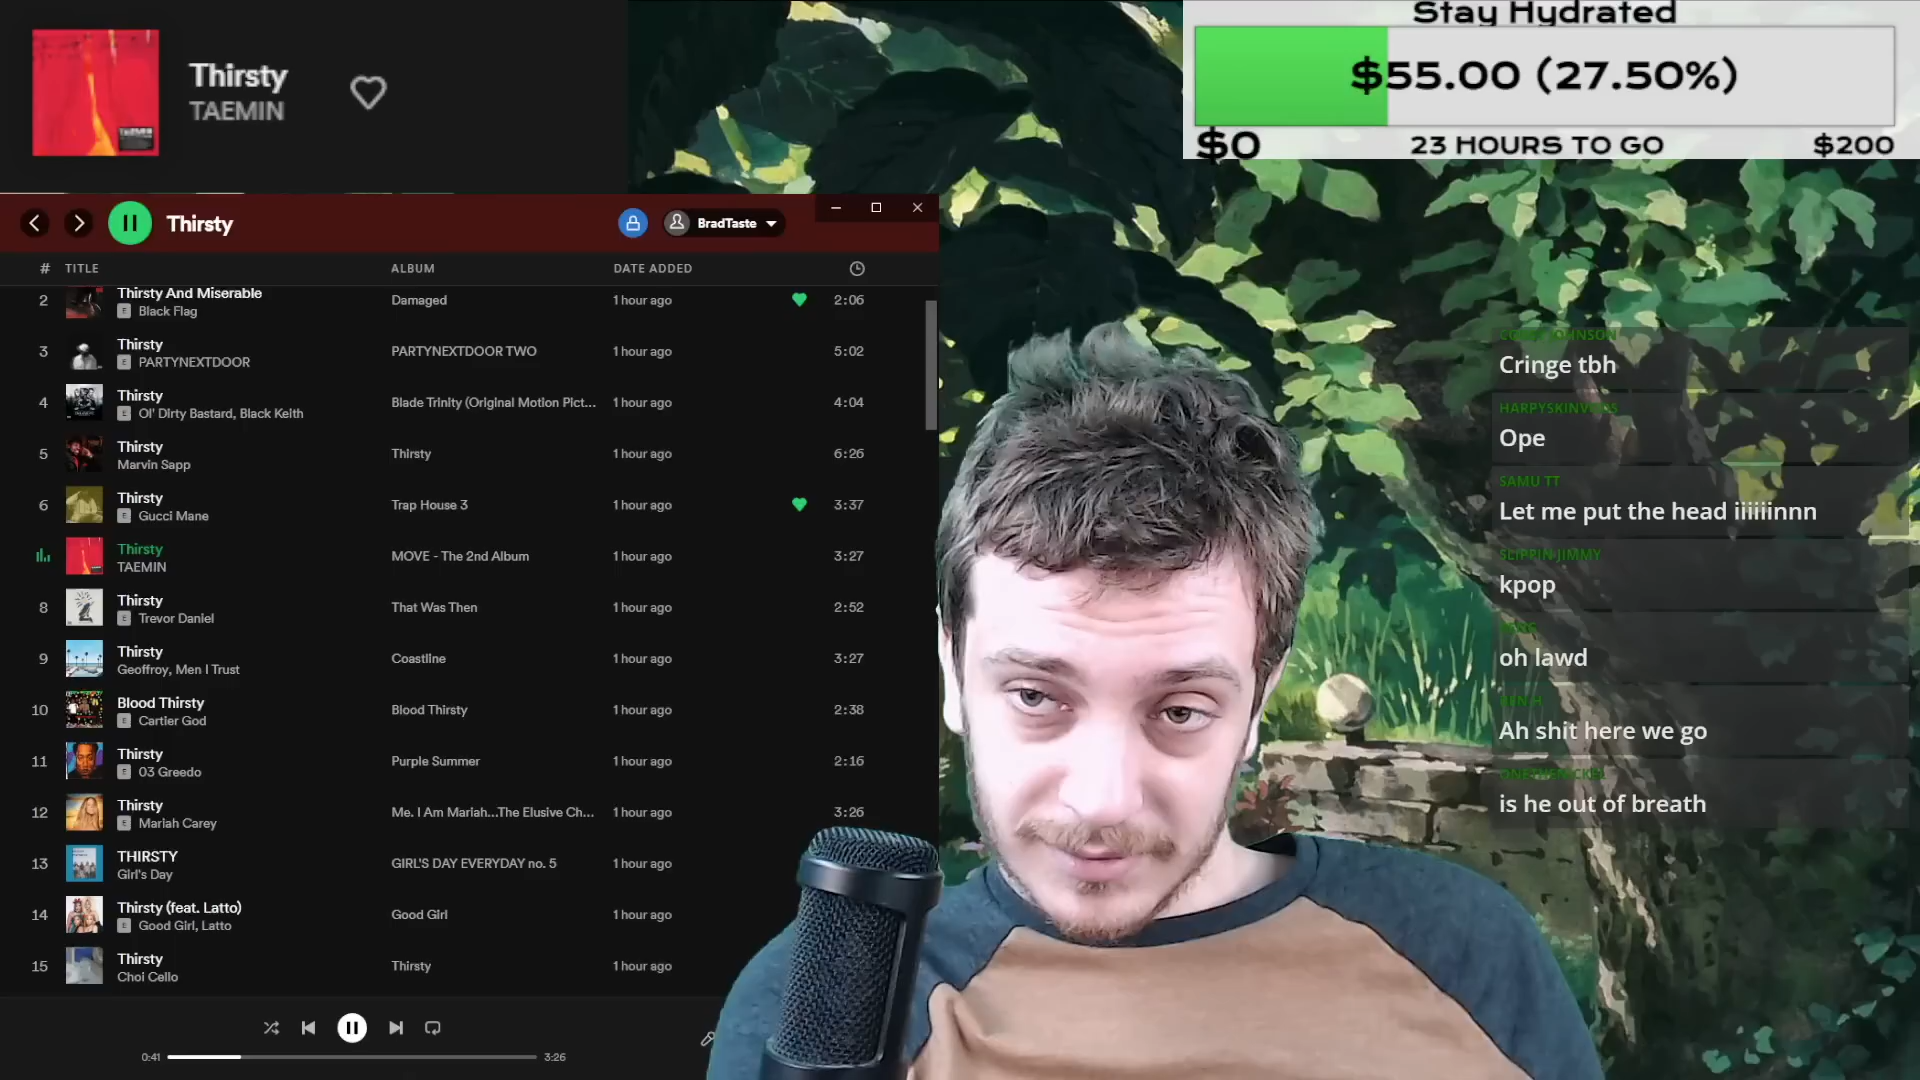 Thirsty
TAEMIN
Stay Hydrated
$55.00 (27.50%)
$0
23 HOURS TO GO
$200
Thirsty
BradTaste
# TITLE ALBUM DATE ADDED
2 Thirsty And Miserable Damaged 1 hour ago 2:06
E Black Flag
3 Thirsty PARTYNEXTDOOR TWO 1 hour ago 5:02
E PARTYNEXTDOOR
4 Thirsty Blade Trinity (Original Motion Pict... 1 hour ago 4:04
E Ol' Dirty Bastard, Black Keith
5 Thirsty Thirsty 1 hour ago 6:26
Marvin Sapp
6 Thirsty Trap House 3 1 hour ago 3:37
E Gucci Mane
Thirsty MOVE - The 2nd Album 1 hour ago 3:27
TAEMIN
8 Thirsty That Was Then 1 hour ago 2:52
E Trevor Daniel
9 Thirsty Coastline 1 hour ago 3:27
Geoffroy, Men I Trust
10 Blood Thirsty Blood Thirsty 1 hour ago 2:38
E Cartier God
11 Thirsty Purple Summer 1 hour ago 2:16
E 03 Greedo
12 Thirsty Me. I Am Mariah...The Elusive Ch... 1 hour ago 3:26
E Mariah Carey
13 THIRSTY GIRL'S DAY EVERYDAY no. 5 1 hour ago
Girl's Day
14 Thirsty (feat. Latto) Good Girl 1 hour ago
E Good Girl, Latto
15 Thirsty Thirsty 1 hour ago
Choi Cello
0:41 3:26
JOHNSON
Cringe tbh
Ope
SAMU TT
Let me put the head iiiiiinnn
SLIPPIN JIMMY
kpop
oh lawd
Ah shit here we go
is he out of breath